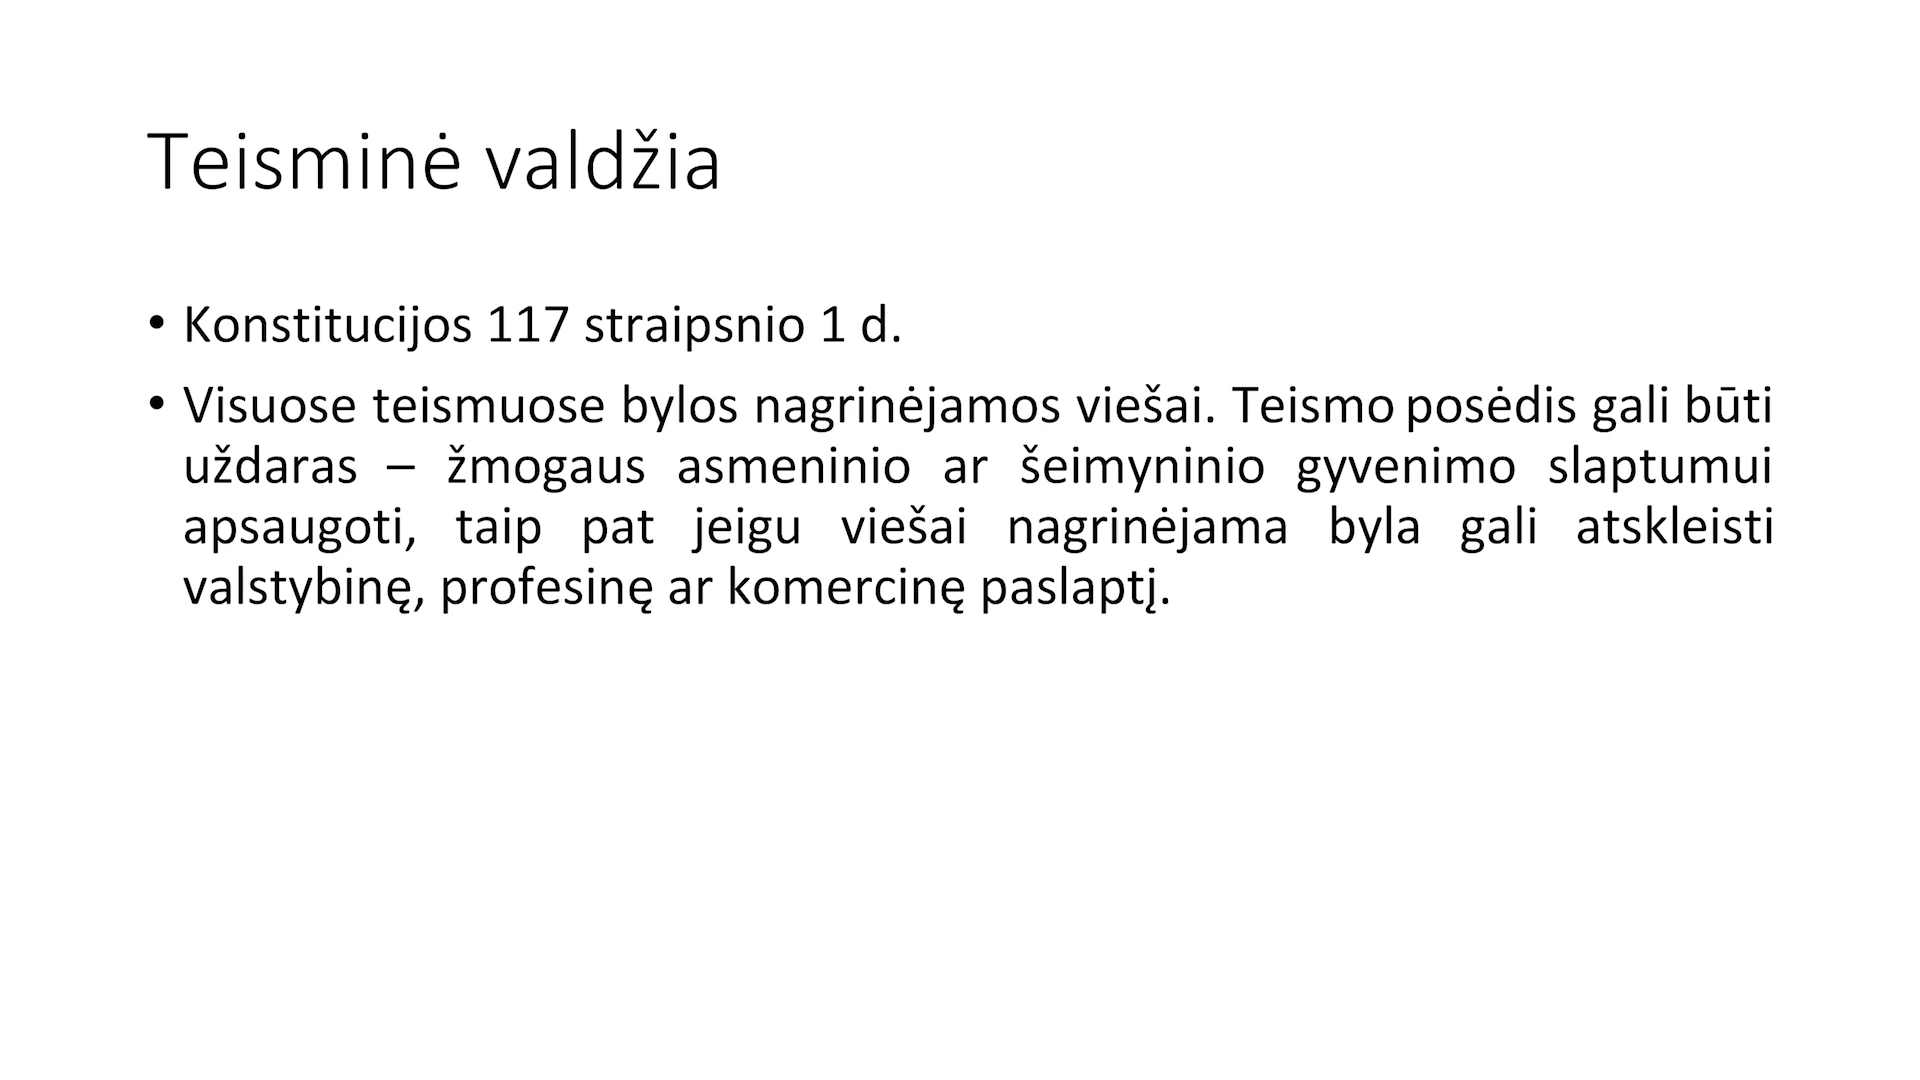 Teisminė valdžia
• Konstitucijos 117 straipsnio 1 d.
• Visuose teismuose bylos nagrinėjamos viešai. Teismo posėdis gali būti
uždaras – žmogaus asmeninio ar šeimyninio gyvenimo slaptumui
apsaugoti, taip pat jeigu viešai nagrinėjama byla gali atskleisti
valstybinę, profesinę ar komercinę paslaptį.